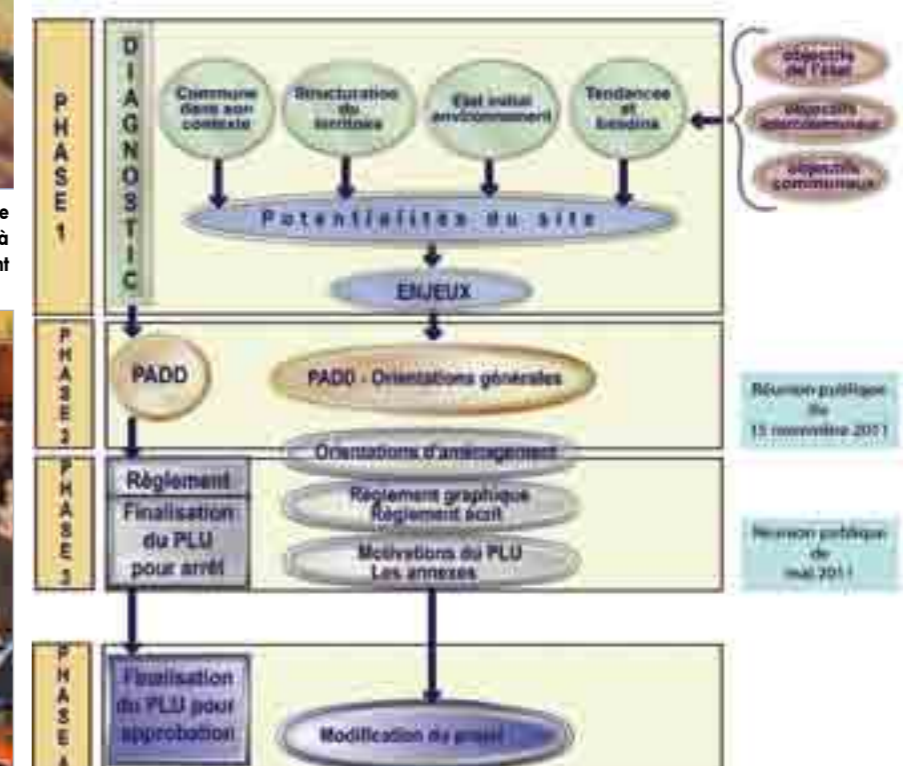 e
à
nt
PHASE 1
DIAGNOSTIC
Commune
dans son
contexte
Structuration
du
territoire
Etat initial
environnement
Tendances
et
besoins
objectifs
de l'état
objectifs
intercommunaux
objectifs
communaux
Potentialités du site
ENJEUX
PHASE 2
PADD
PADD - Orientations générales
Réunion publique
du
15 novembre 2011
Orientations d'aménagement
PHASE 3
Règlement
Finalisation
du PLU
pour arrêt
Règlement graphique
Règlement écrit
Motivations du PLU
Les annexes
Réunion publique
de
mai 2011
PHASE
Finalisation
du PLU pour
approbation
Modification du projet